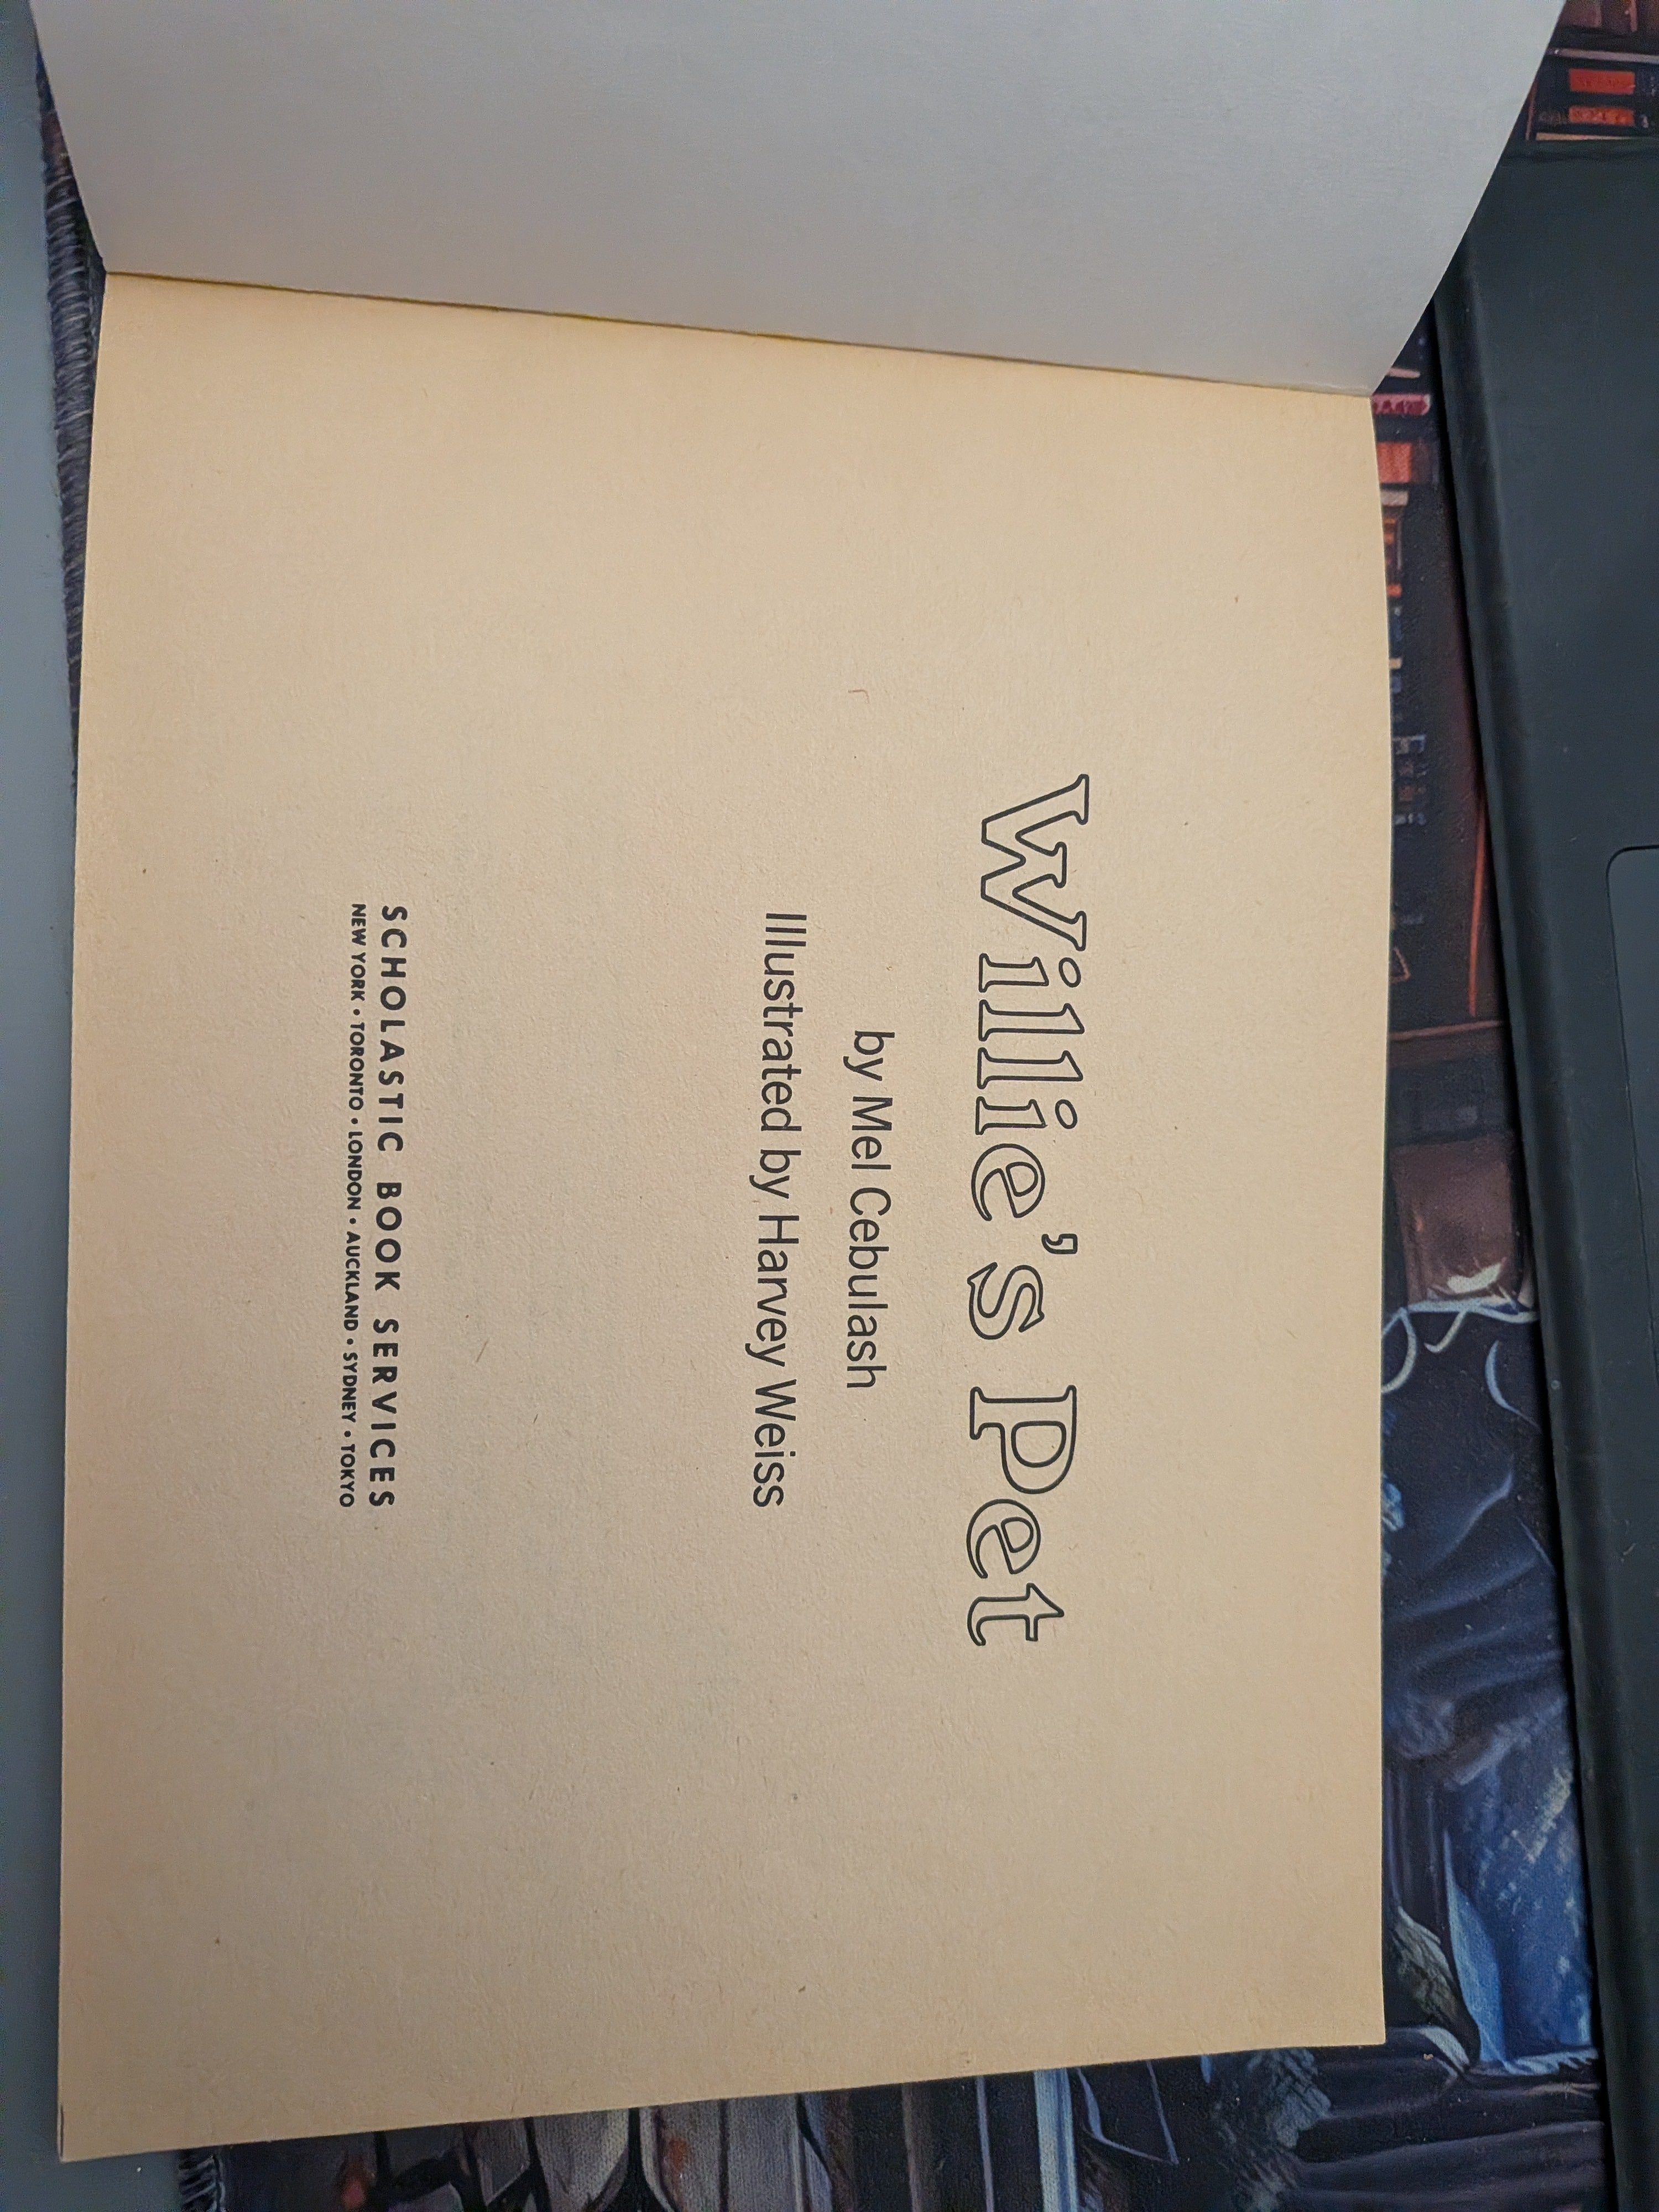 Willie's Pet
by Mel Cebulash
Illustrated by Harvey Weiss
SCHOLASTIC BOOK SERVICES
NEW YORK • TORONTO • LONDON • AUCKLAND • SYDNEY • TOKYO